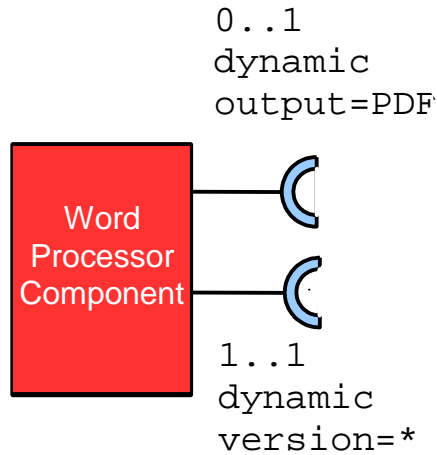 0..1
dynamic
output=PDF
Word
Processor
Component
1..1
dynamic
version=*